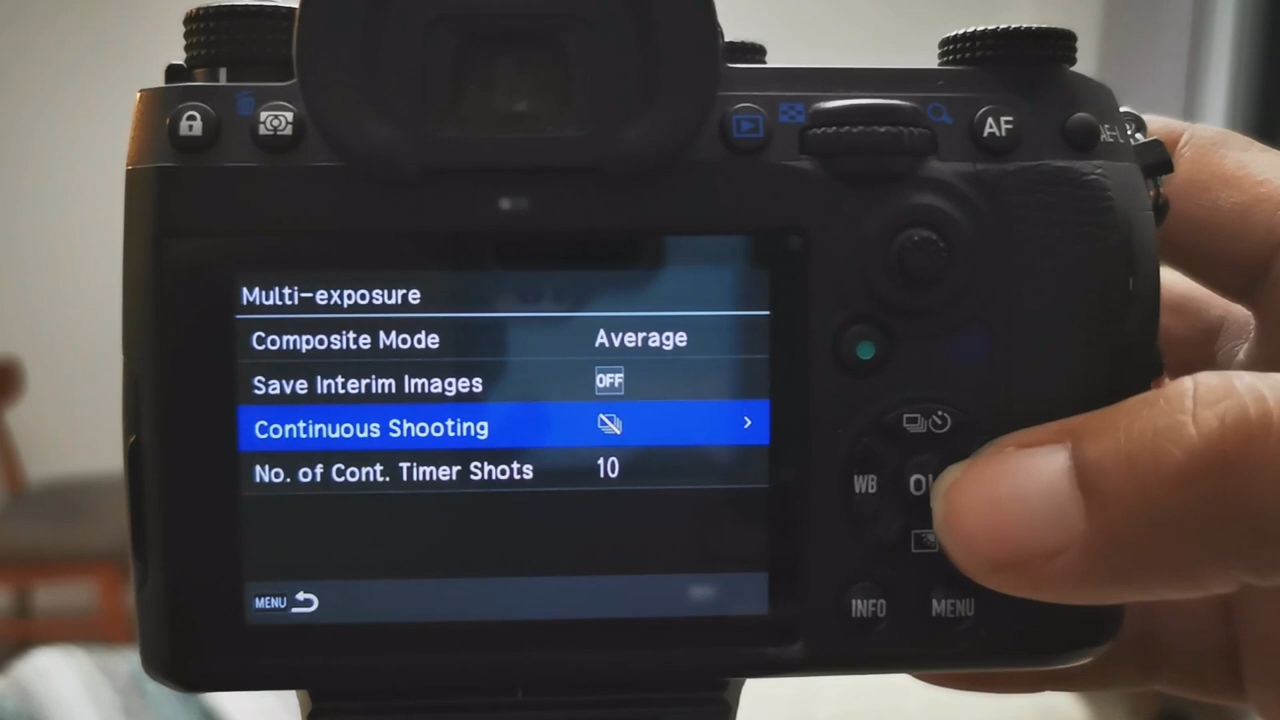 AF
AE-L
Multi-exposure
Composite Mode Average
Save Interim Images OFF
Continuous Shooting
No. of Cont. Timer Shots 10
MENU
WB
INFO MENU